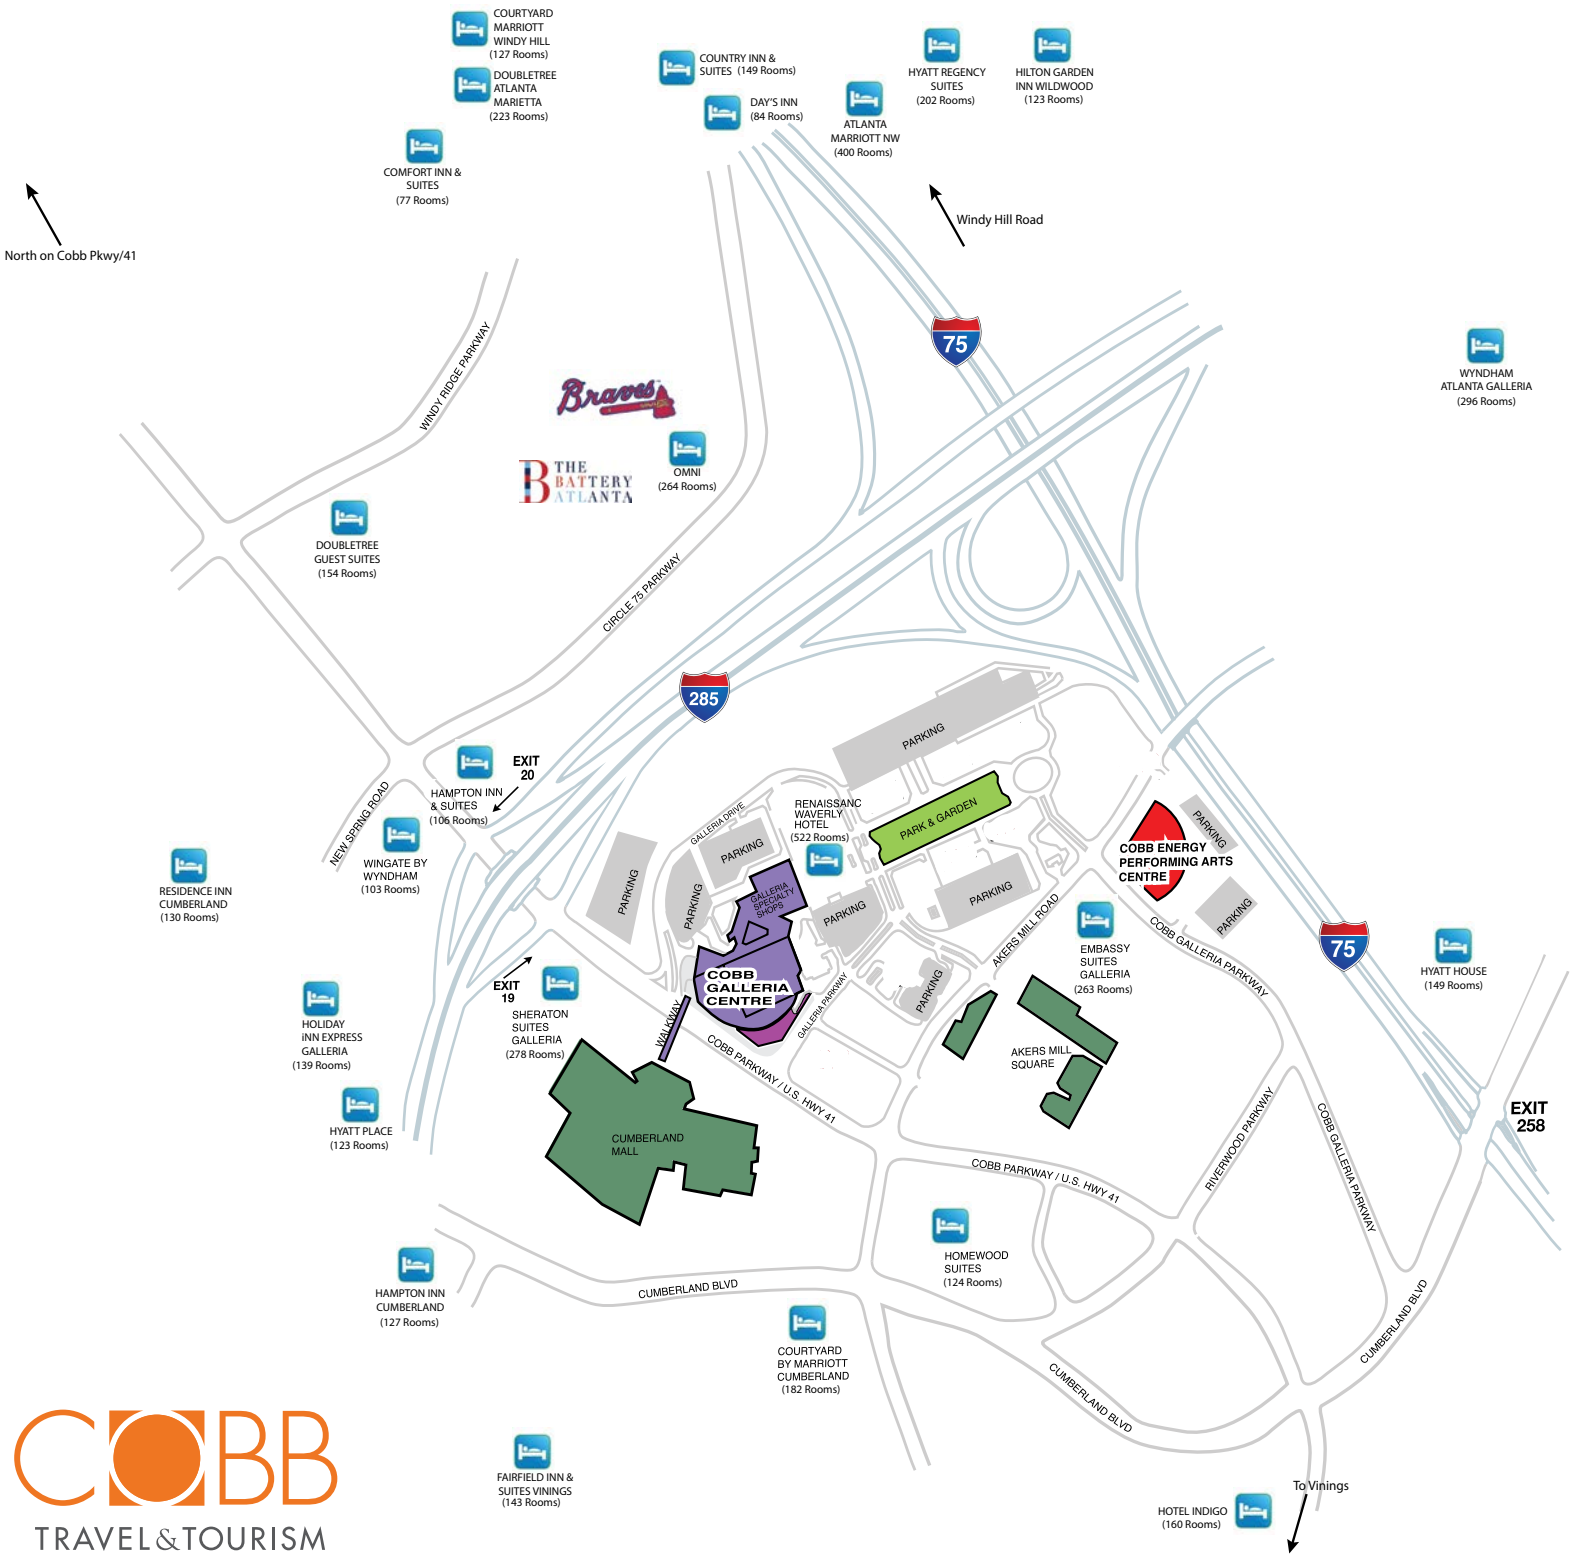 COURTYARD
MARRIOTT
WINDY HILL
(127 Rooms)
DOUBLETREE
ATLANTA
MARIETTA
(223 Rooms)
COUNTRY INN &
SUITES (149 Rooms)
DAY'S INN
(84 Rooms)
HYATT REGENCY
SUITES
(202 Rooms)
HILTON GARDEN
INN WILDWOOD
(123 Rooms)
ATLANTA
MARRIOTT NW
(400 Rooms)
COMFORT INN &
SUITES
(77 Rooms)
North on Cobb Pkwy/41
Windy Hill Road
75
WINDY RIDGE PARKWAY
WYNDHAM
ATLANTA GALLERIA
(296 Rooms)
Braves
THE
BATTERY
ATLANTA
OMNI
(264 Rooms)
DOUBLETREE
GUEST SUITES
(154 Rooms)
CIRCLE 75 PARKWAY
285
PARKING
EXIT
20
HAMPTON INN
& SUITES
(106 Rooms)
NEW SPRNG ROAD
GALLERIA DRIVE
RENAISSANC
WAVERLY
HOTEL
(522 Rooms)
PARK & GARDEN
PARKING
COBB ENERGY
PERFORMING ARTS
CENTRE
WINGATE BY
WYNDHAM
(103 Rooms)
RESIDENCE INN
CUMBERLAND
(130 Rooms)
PARKING
PARKING
PARKING
GALLERIA
SPECIALTY
SHOPS
PARKING
PARKING
AKERS MILL ROAD
PARKING
COBB GALLERIA PARKWAY
75
EMBASSY
SUITES
GALLERIA
(263 Rooms)
HYATT HOUSE
(149 Rooms)
EXIT
19
COBB
GALLERIA
CENTRE
PARKING
GALLERIA PARKWAY
WALKWAY
SHERATON
SUITES
GALLERIA
(278 Rooms)
HOLIDAY
iNN EXPRESS
GALLERIA
(139 Rooms)
AKERS MILL
SQUARE
COBB PARKWAY / U.S. HWY 41
HYATT PLACE
(123 Rooms)
CUMBERLAND
MALL
EXIT
258
RIVERWOOD PARKWAY
COBB GALLERIA PARKWAY
COBB PARKWAY / U.S. HWY 41
HOMEWOOD
SUITES
(124 Rooms)
CUMBERLAND BLVD
HAMPTON INN
CUMBERLAND
(127 Rooms)
CUMBERLAND BLVD
COURTYARD
BY MARRIOTT
CUMBERLAND
(182 Rooms)
CUMBERLAND BLVD
COBB
TRAVEL&TOURISM
FAIRFIELD INN &
SUITES VININGS
(143 Rooms)
To Vinings
HOTEL INDIGO
(160 Rooms)